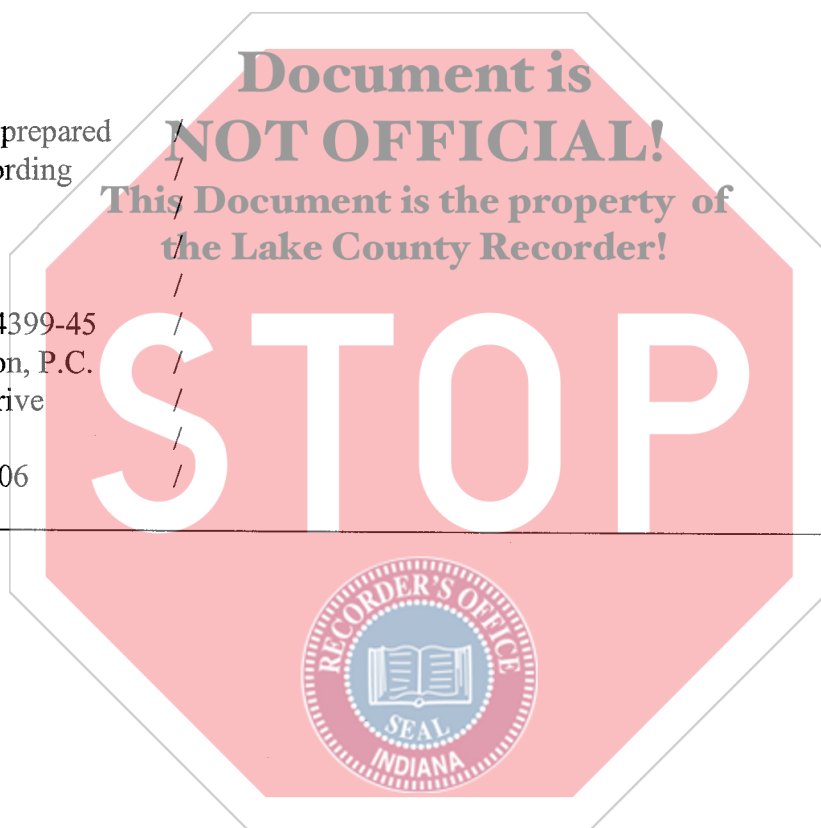 Document is
NOT OFFICIAL!
This Document is the property of
the Lake County Recorder!
prepared /
ording /
/
/
/
4399-45 /
on, P.C. /
rive /
/
06 /
STOP
RECORDER'S OFFICE
SEAL
INDIANA